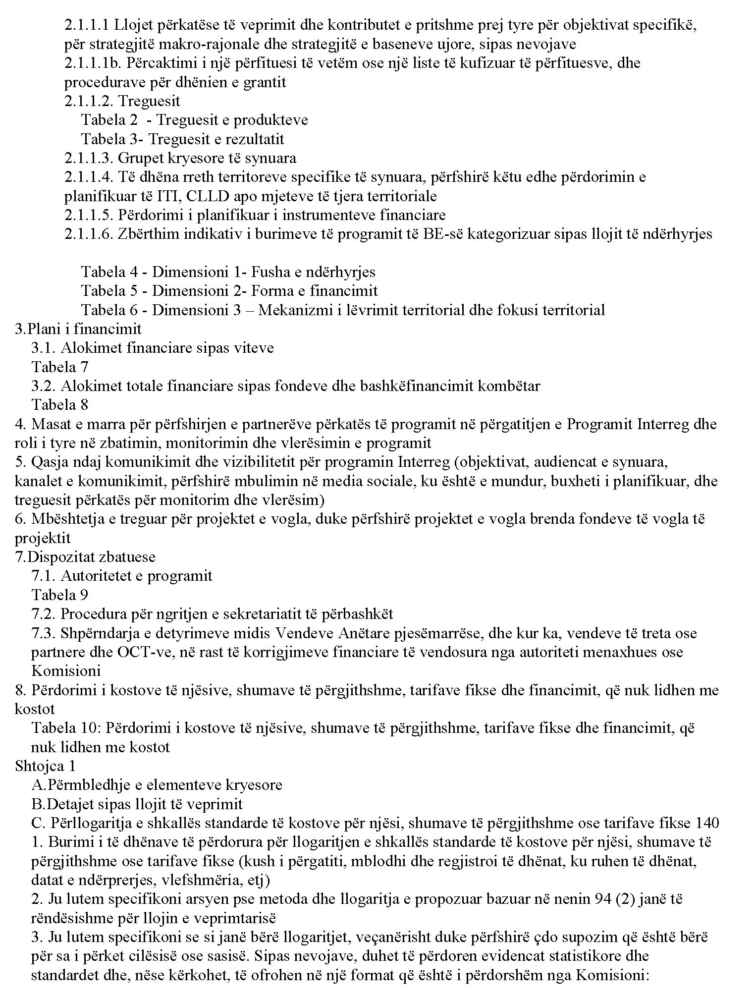 2.1.1.1 Llojet përkatëse të veprimit dhe kontributet e pritshme prej tyre për objektivat specifikë,
për strategjitë makro-rajonale dhe strategjitë e baseneve ujore, sipas nevojave
2.1.1.1b. Përcaktimi i një përfituesi të vetëm ose një liste të kufizuar të përfituesve, dhe
procedurave për dhënien e grantit
2.1.1.2. Treguesit
Tabela 2  - Treguesit e produkteve
Tabela 3- Treguesit e rezultatit
2.1.1.3. Grupet kryesore të synuara
2.1.1.4. Të dhëna rreth territoreve specifike të synuara, përfshirë këtu edhe përdorimin e
planifikuar të ITI, CLLD apo mjeteve të tjera territoriale
2.1.1.5. Përdorimi i planifikuar i instrumenteve financiare
2.1.1.6. Zbërthim indikativ i burimeve të programit të BE-së kategorizuar sipas llojit të ndërhyrjes
Tabela 4 - Dimensioni 1- Fusha e ndërhyrjes
Tabela 5 - Dimensioni 2- Forma e financimit
Tabela 6 - Dimensioni 3 – Mekanizmi i lëvrimit territorial dhe fokusi territorial
3.Plani i financimit
3.1. Alokimet financiare sipas viteve
Tabela 7
3.2. Alokimet totale financiare sipas fondeve dhe bashkëfinancimit kombëtar
Tabela 8
4. Masat e marra për përfshirjen e partnerëve përkatës të programit në përgatitjen e Programit Interreg dhe
roli i tyre në zbatimin, monitorimin dhe vlerësimin e programit
5. Qasja ndaj komunikimit dhe vizibilitetit për programin Interreg (objektivat, audiencat e synuara,
kanalet e komunikimit, përfshirë mbulimin në media sociale, ku është e mundur, buxheti i planifikuar, dhe
treguesit përkatës për monitorim dhe vlerësim)
6. Mbështetja e treguar për projektet e vogla, duke përfshirë projektet e vogla brenda fondeve të vogla të
projektit
7.Dispozitat zbatuese
7.1. Autoritetet e programit
Tabela 9
7.2. Procedura për ngritjen e sekretariatit të përbashkët
7.3. Shpërndarja e detyrimeve midis Vendeve Anëtare pjesëmarrëse, dhe kur ka, vendeve të treta ose
partnere dhe OCT-ve, në rast të korrigjimeve financiare të vendosura nga autoriteti menaxhues ose
Komisioni
8. Përdorimi i kostove të njësive, shumave të përgjithshme, tarifave fikse dhe financimit, që nuk lidhen me
kostot
Tabela 10: Përdorimi i kostove të njësive, shumave të përgjithshme, tarifave fikse dhe financimit, që
nuk lidhen me kostot
Shtojca 1
A.Përmbledhje e elementeve kryesore
B.Detajet sipas llojit të veprimit
C. Përllogaritja e shkallës standarde të kostove për njësi, shumave të përgjithshme ose tarifave fikse 140
1. Burimi i të dhënave të përdorura për llogaritjen e shkallës standarde të kostove për njësi, shumave të
përgjithshme ose tarifave fikse (kush i përgatiti, mblodhi dhe regjistroi të dhënat, ku ruhen të dhënat,
datat e ndërprerjes, vlefshmëria, etj)
2. Ju lutem specifikoni arsyen pse metoda dhe llogaritja e propozuar bazuar në nenin 94 (2) janë të
rëndësishme për llojin e veprimtarisë
3. Ju lutem specifikoni se si janë bërë llogaritjet, veçanërisht duke përfshirë çdo supozim që është bërë
për sa i përket cilësisë ose sasisë. Sipas nevojave, duhet të përdoren evidencat statistikore dhe
standardet dhe, nëse kërkohet, të ofrohen në një format që është i përdorshëm nga Komisioni: